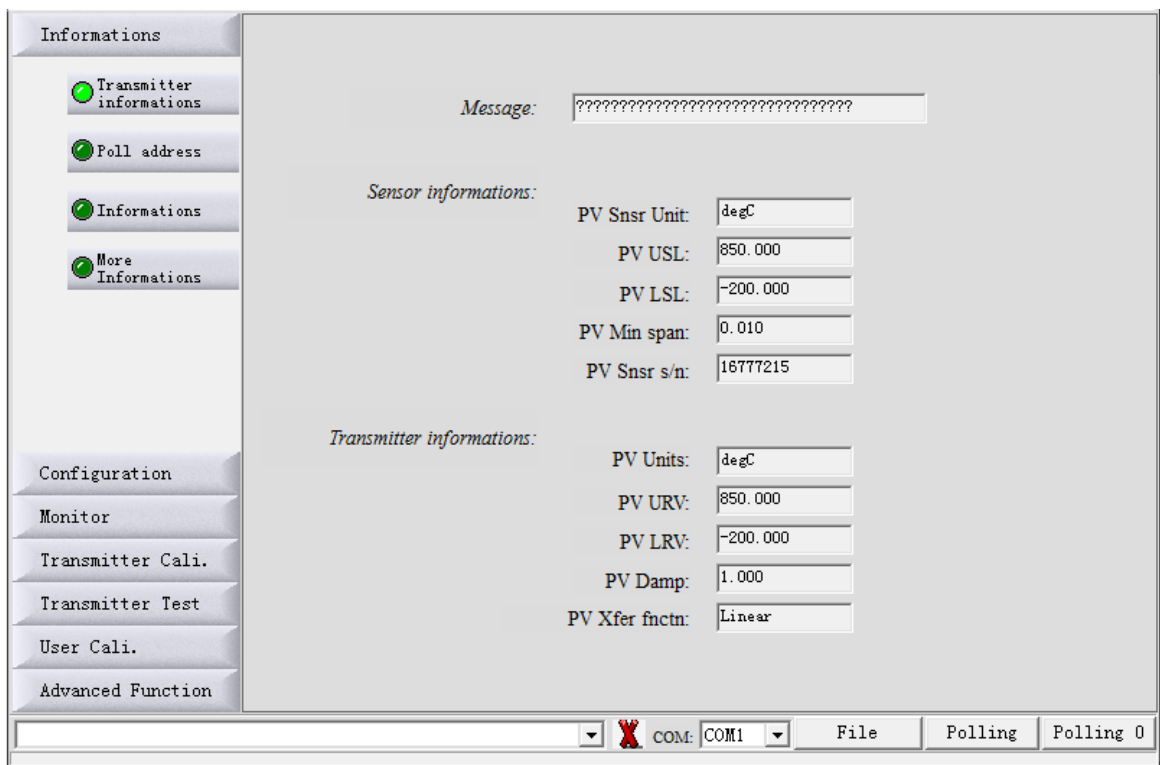 Informations
Transmitter
informations
Poll address
Informations
More
Informations
Configuration
Monitor
Transmitter Cali.
Transmitter Test
User Cali.
Advanced Function
Message: ????????????????????????????????
Sensor informations:
PV Snsr Unit: degC
PV USL: 850.000
PV LSL: -200.000
PV Min span: 0.010
PV Snsr s/n: 16777215
Transmitter informations:
PV Units: degC
PV URV: 850.000
PV LRV: -200.000
PV Damp: 1.000
PV Xfer fnctn: Linear
X COM: COM1 File Polling Polling 0